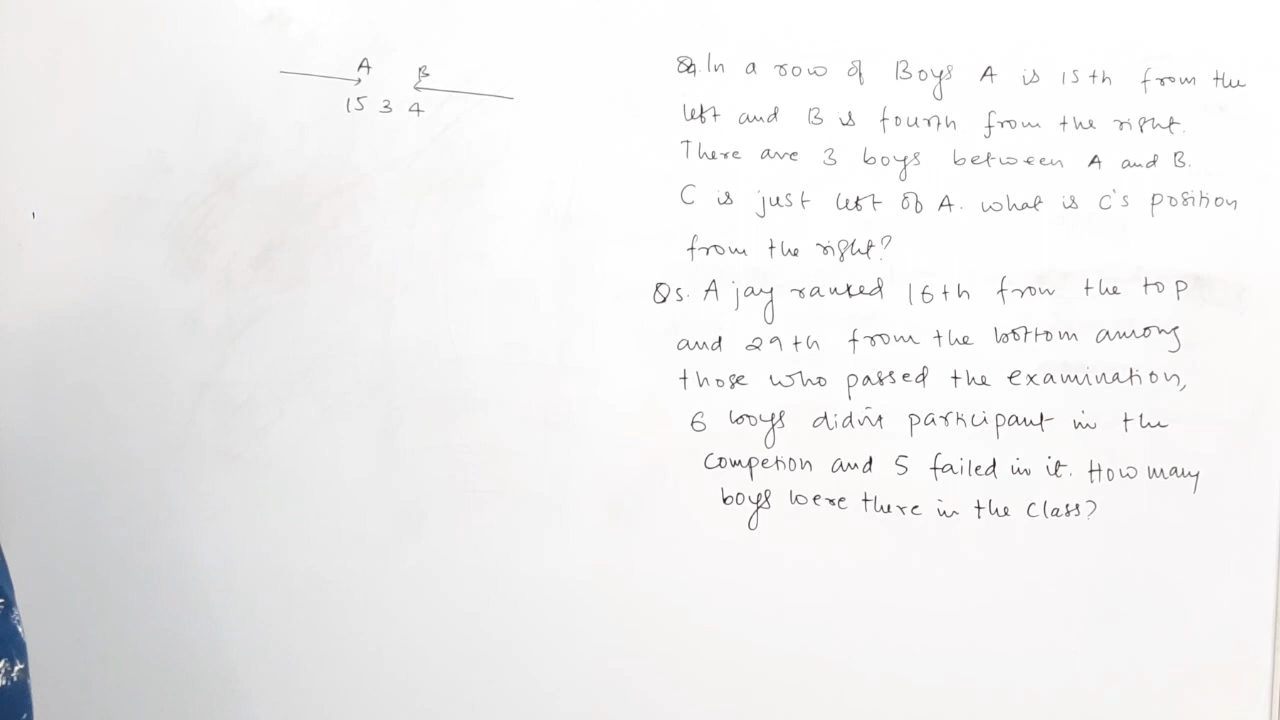 A B
15 3 4
Q4. In a row of Boys A is 15th from the
left and B is fourth from the right.
There are 3 boys between A and B.
C is just left of A. what is C's position
from the right?
Q5. Ajay ranked 16th from the top
and 29th from the bottom among
those who passed the examination,
6 boys didn't participant in the
competion and 5 failed in it. How many
boys were there in the class?